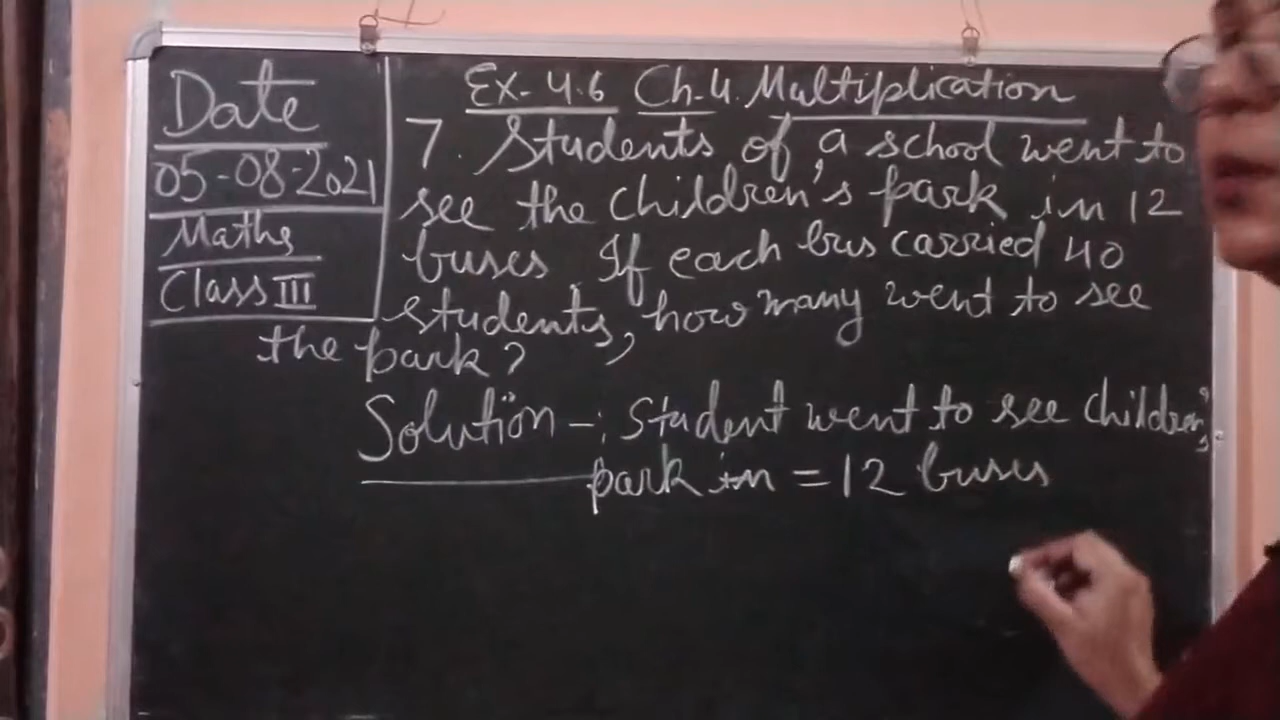 Date
05-08-2021
Maths
Class III
Ex- 4.6 Ch-4. Multiplication
7. Students of a school went to
see the children's park in 12
buses. If each bus carried 40
students, how many went to see
the park?
Solution -: Student went to see children's
park in = 12 buses